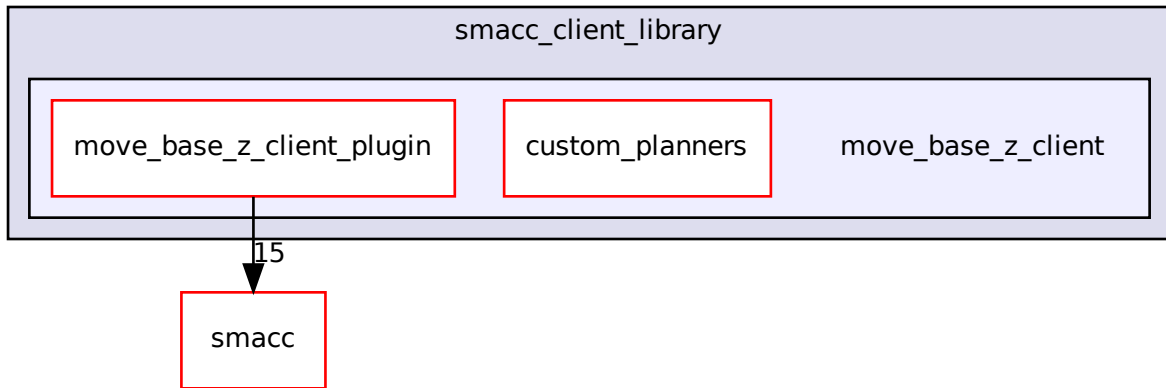 smacc_client_library
move_base_z_client_plugin
custom_planners
move_base_z_client
15
smacc